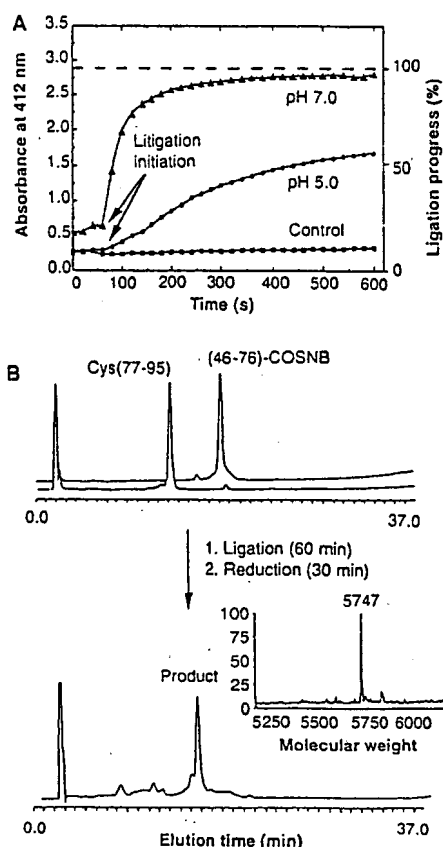 A
Absorbance at 412 nm
3.5
3.0
2.5
2.0
1.5
1.0
0.5
0.0
100
50
0
Ligation progress (%)
Litigation
initiation
pH 7.0
pH 5.0
Control
0 100 200 300 400 500 600
Time (s)
B
Cys(77-95)
(46-76)-COSNB
0.0 37.0
1. Ligation (60 min)
2. Reduction (30 min)
Product
5747
100
75
50
25
0
5250 5500 5750 6000
Molecular weight
0.0 37.0
Elution time (min)